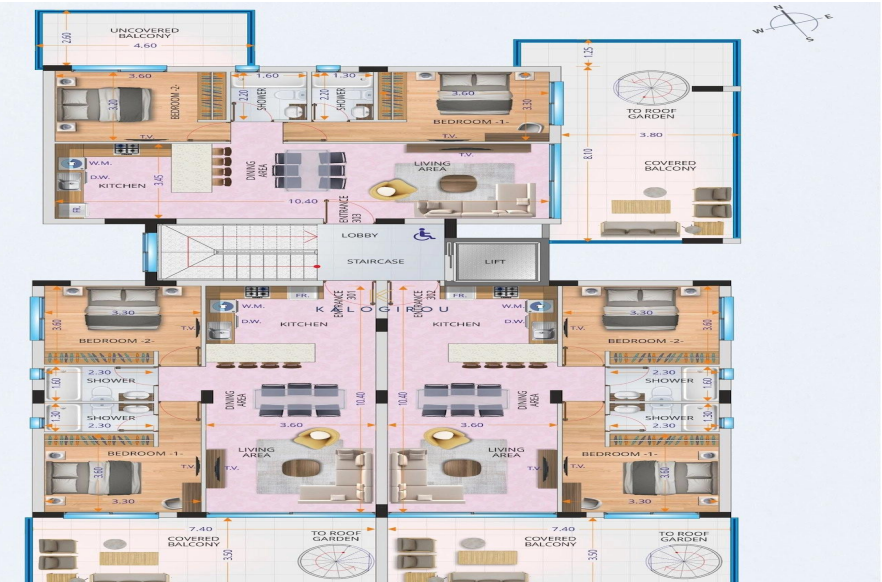 N
E
W
S
UNCOVERED
BALCONY
4.60
2.60
1.25
3.60
1.60
1.30
BEDROOM -2-
3.20
2.20
SHOWER
2.20
SHOWER
3.60
3.30
BEDROOM -1-
T.V.
T.V.
TO ROOF
GARDEN
3.80
8.10
COVERED
BALCONY
W.M.
D.W.
KITCHEN
FR.
3.45
DINING
AREA
10.40
T.V.
LIVING
AREA
ENTRANCE
303
LOBBY
STAIRCASE
LIFT
ENTRANCE
301
ENTRANCE
302
KALOGIROU
3.60
3.30
T.V.
BEDROOM -2-
W.M.
D.W.
FR.
KITCHEN
FR.
W.M.
D.W.
KITCHEN
3.30
3.60
T.V.
BEDROOM -2-
2.30
1.60
SHOWER
1.30
SHOWER
2.30
DINING
AREA
10.40
3.60
10.40
DINING
AREA
3.60
2.30
SHOWER
1.60
SHOWER
1.30
2.30
BEDROOM -1-
3.60
T.V.
3.30
T.V.
LIVING
AREA
LIVING
AREA
T.V.
BEDROOM -1-
T.V.
3.60
3.30
7.40
COVERED
BALCONY
3.50
TO ROOF
GARDEN
7.40
COVERED
BALCONY
3.50
TO ROOF
GARDEN